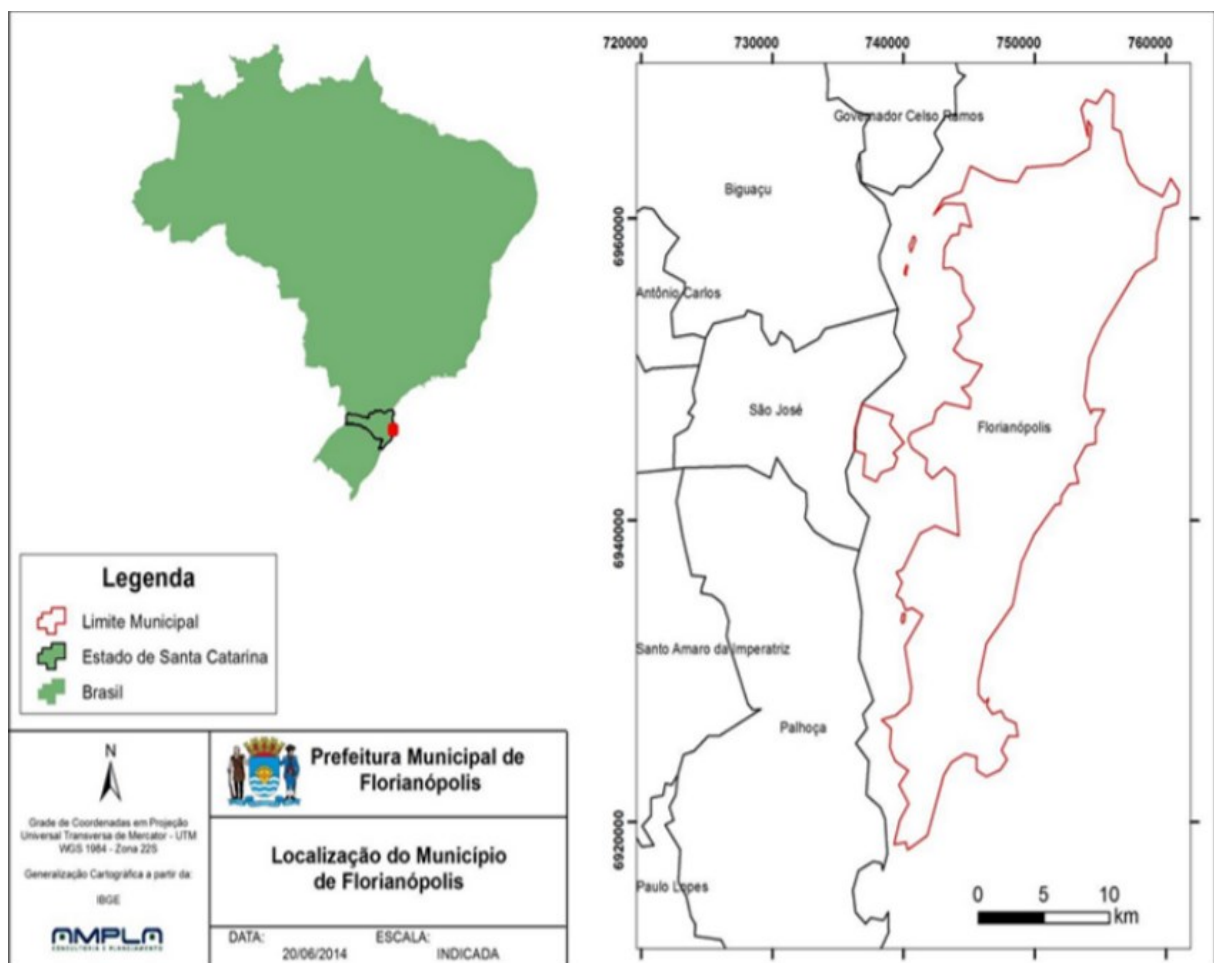 720000 730000 740000 750000 760000
Governador Celso Ramos
Biguaçu
6960000
Antônio Carlos
São José
Florianópolis
6940000
Santo Amaro da Imperatriz
Palhoça
6920000
Paulo Lopes
0 5 10
km
Legenda
Limite Municipal
Estado de Santa Catarina
Brasil
N
Grade de Coordenadas em Projeção
Universal Transversa de Mercator - UTM
WGS 1984 - Zona 22S
Generalização Cartográfica a partir da:
IBGE
AMPLA
CONSULTORIA E PLANEJAMENTO
Prefeitura Municipal de
Florianópolis
Localização do Município
de Florianópolis
DATA: ESCALA:
20/06/2014 INDICADA